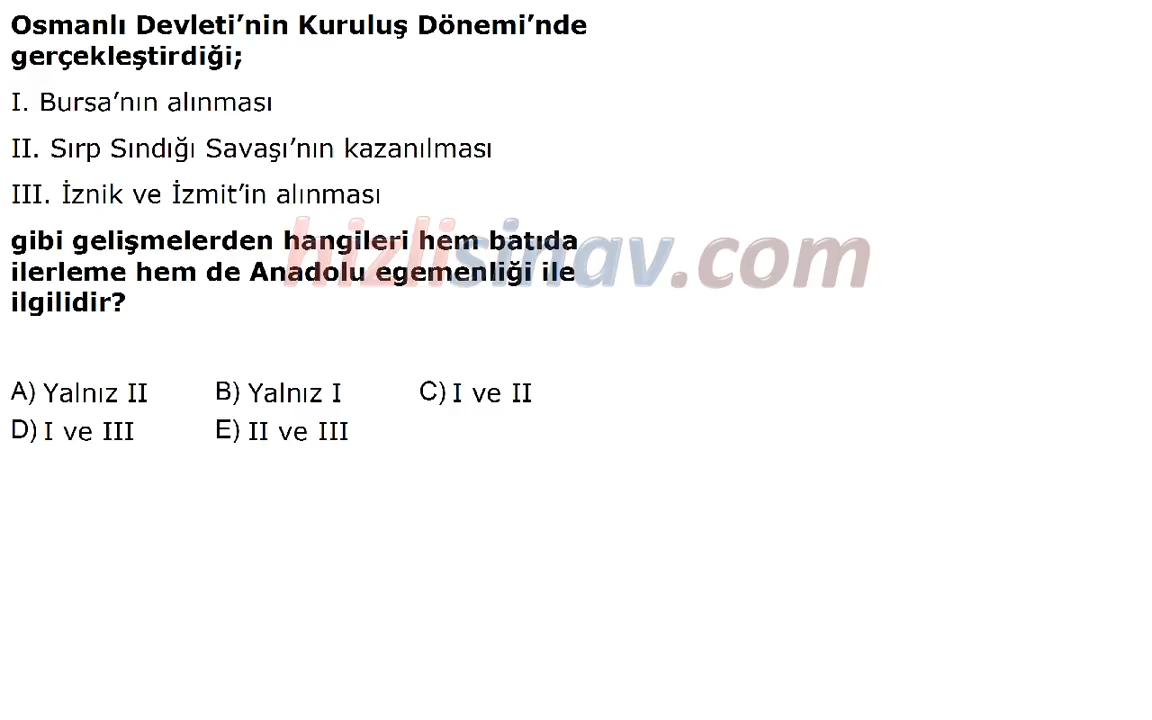 Osmanlı Devleti’nin Kuruluş Dönemi’nde
gerçekleştirdiği;
I. Bursa’nın alınması
II. Sırp Sındığı Savaşı’nın kazanılması
III. İznik ve İzmit’in alınması
hizlisinav.com
gibi gelişmelerden hangileri hem batıda
ilerleme hem de Anadolu egemenliği ile
ilgilidir?
A) Yalnız II B) Yalnız I C) I ve II
D) I ve III E) II ve III